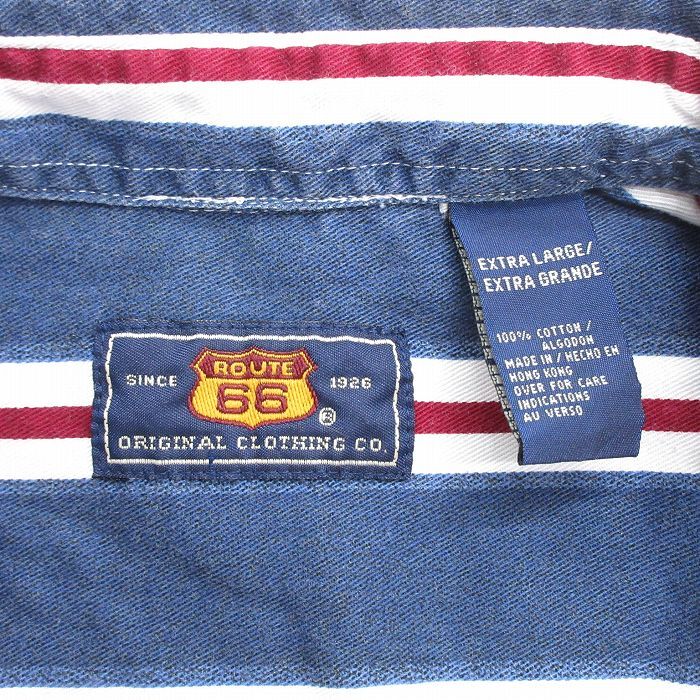 ROUTE
66
SINCE 1926
®
ORIGINAL CLOTHING CO.
EXTRA LARGE/
EXTRA GRANDE
100% COTTON/
ALGODON
MADE IN/HECHO EN
HONG KONG
OVER FOR CARE
INDICATIONS
AU VERSO